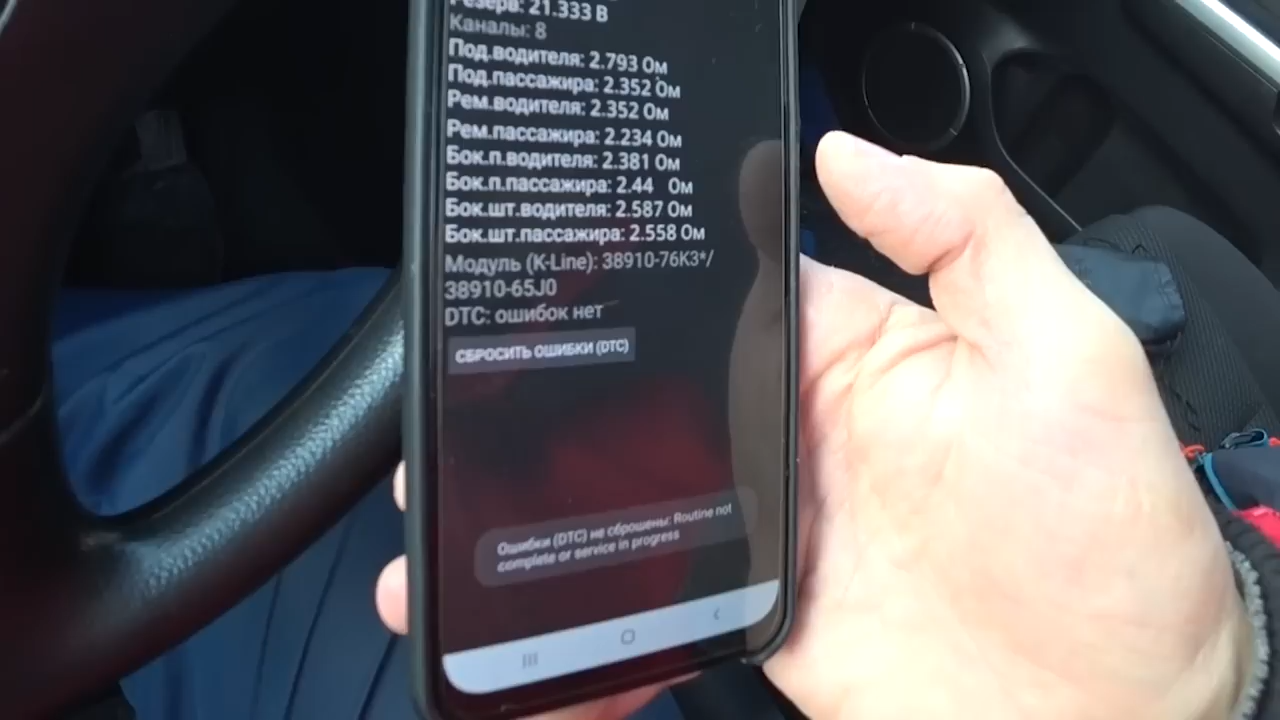 Резерв: 21.333 В
Каналы: 8
Под.водителя: 2.793 Ом
Под.пассажира: 2.352 Ом
Рем.водителя: 2.352 Ом
Рем.пассажира: 2.234 Ом
Бок.п.водителя: 2.381 Ом
Бок.п.пассажира: 2.44 Ом
Бок.шт.водителя: 2.587 Ом
Бок.шт.пассажира: 2.558 Ом
Модуль (K-Line): 38910-76K3*/
38910-65J0
DTC: ошибок нет
СБРОСИТЬ ОШИБКИ (DTC)
Ошибки (DTC) не сброшены: Routine not
complete or service in progress